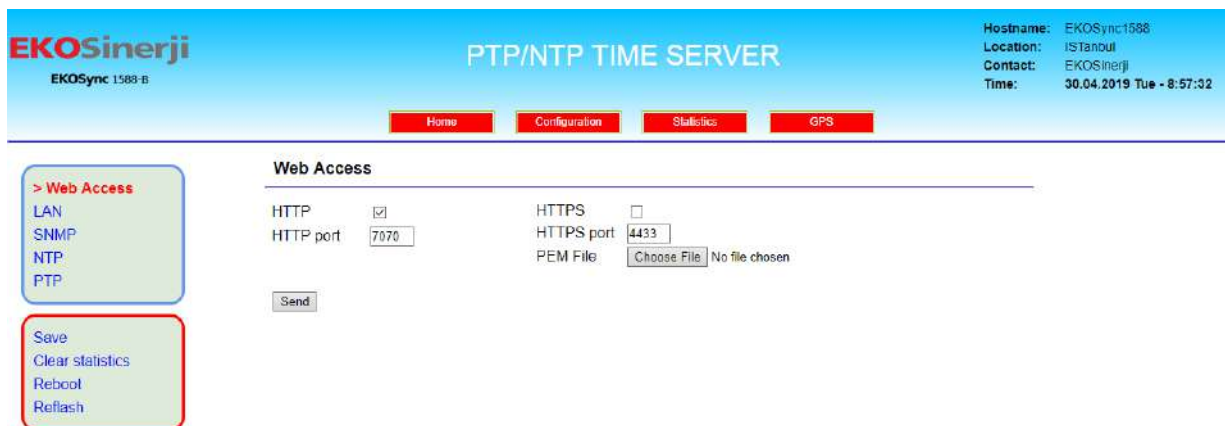 EKOSinerji
EKOSync 1588-B
PTP/NTP TIME SERVER
Hostname: EKOSync1588
Location: ISTanbul
Contact: EKOSinerji
Time: 30.04.2019 Tue - 8:57:32
Home Configuration Statistics GPS
> Web Access
LAN
SNMP
NTP
PTP
Save
Clear statistics
Reboot
Reflash
Web Access
HTTP HTTPS
HTTP port 7070 HTTPS port 4433
PEM File Choose File No file chosen
Send